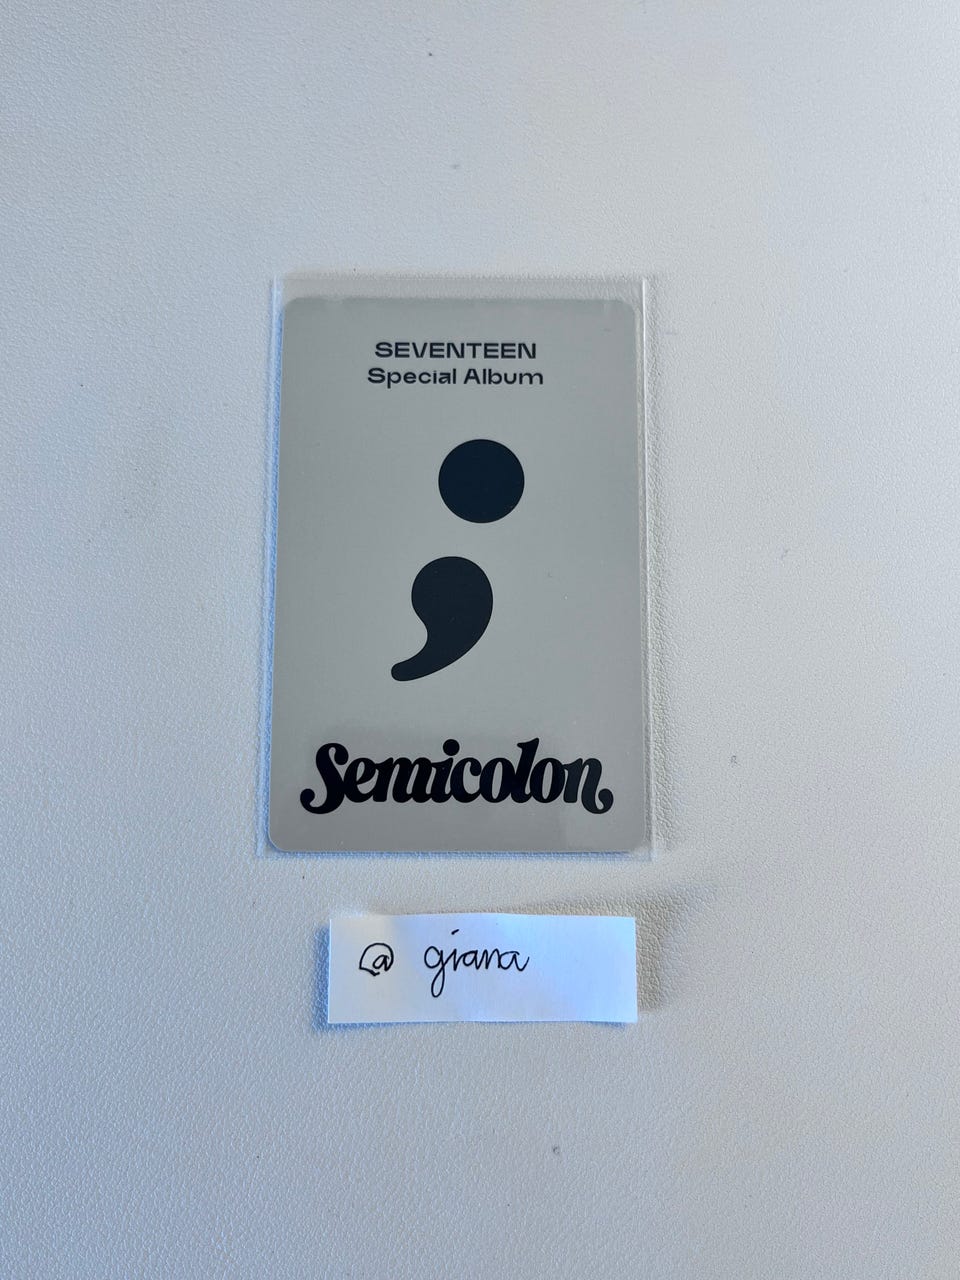 SEVENTEEN
Special Album
;
Semicolon
@ giana